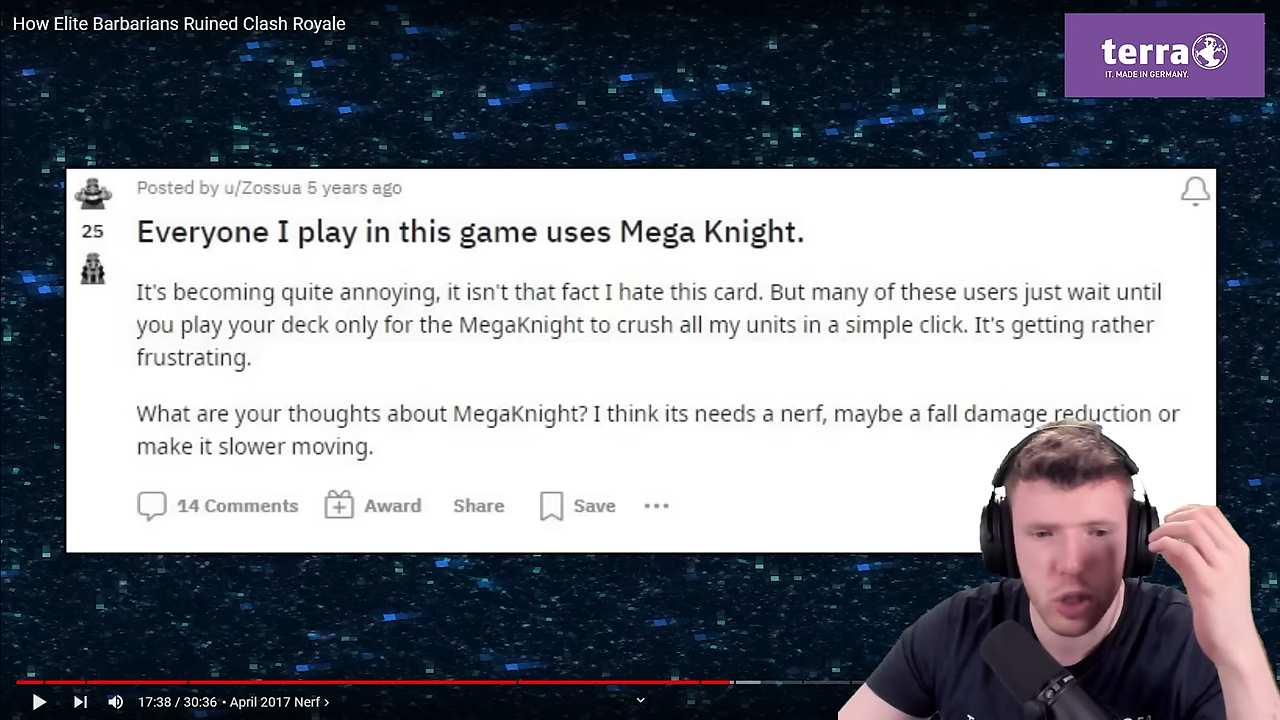 How Elite Barbarians Ruined Clash Royale
terra
IT. MADE IN GERMANY.
Posted by u/Zossua 5 years ago
25
Everyone I play in this game uses Mega Knight.
It's becoming quite annoying, it isn't that fact I hate this card. But many of these users just wait until
you play your deck only for the MegaKnight to crush all my units in a simple click. It's getting rather
frustrating.
What are your thoughts about MegaKnight? I think its needs a nerf, maybe a fall damage reduction or
make it slower moving.
14 Comments Award Share Save
17:38 / 30:36 • April 2017 Nerf ›